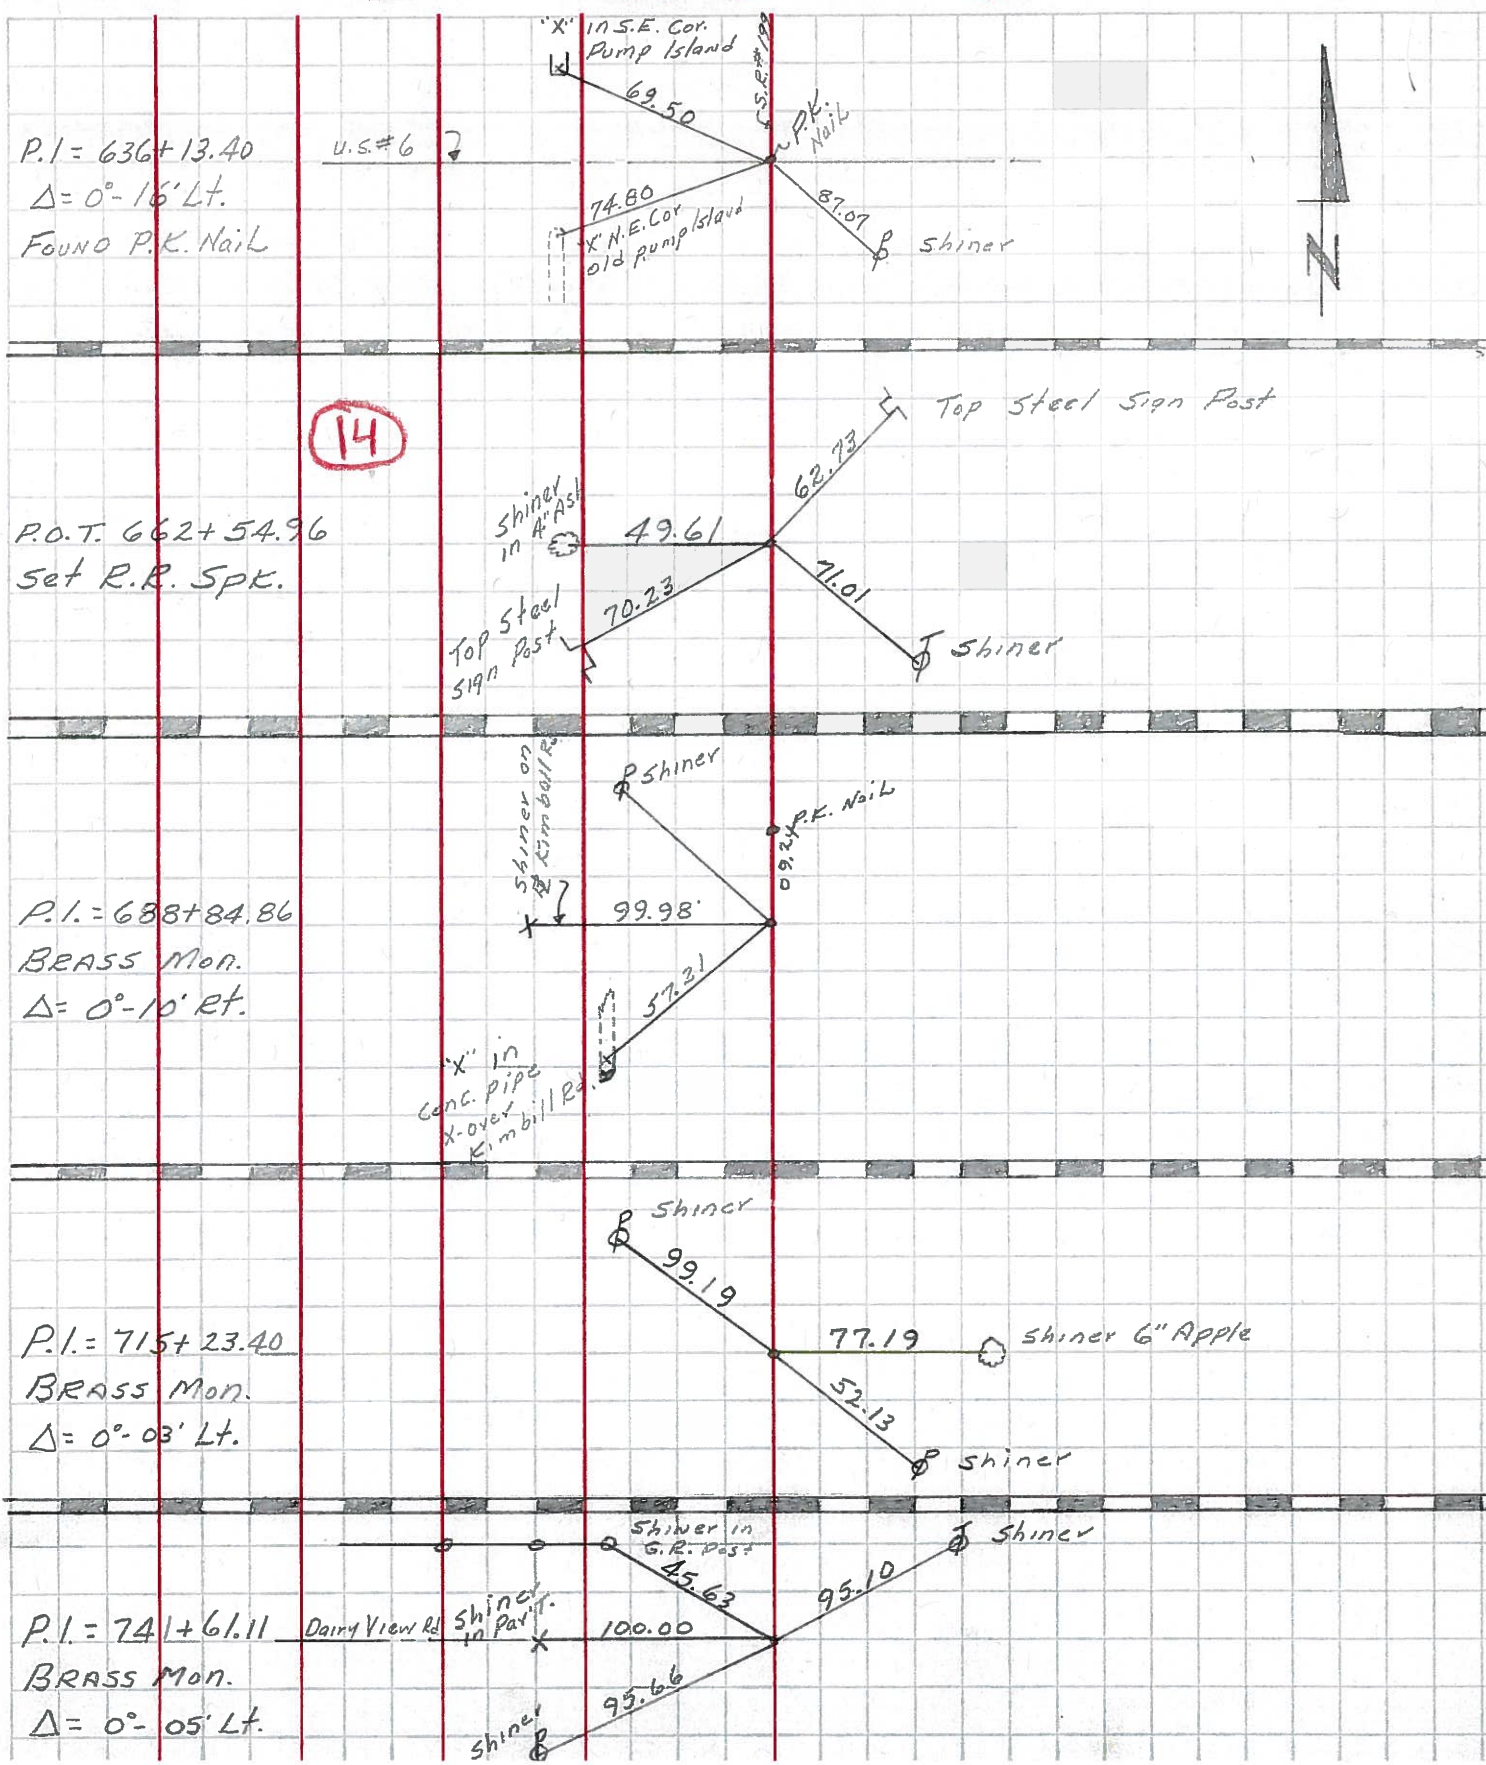 "X" in S.E. Cor.
Pump Island
69.50
C.S.R. # 199
P.K.
Nail
P.I = 636+13.40
U.S. #6
Δ= 0°-16' Lt.
Found P.K. Nail
74.80
"X" N.E. Cor
old pump Island
87.07
P
Shiner
N
14
Top Steel Sign Post
62.73
Shiner
in 4" Ash
49.61
P.O.T. 662+54.96
Set R.R. Spk.
71.01
70.23
Top Steel
Sign Post
T
Shiner
Shiner on
Kimball Rd.
P Shiner
P.K. Nail
09.24
P.I. = 688+84.86
99.98'
Brass Mon.
Δ= 0°-10' Rt.
57.21
"X" in
Conc. pipe
X-over
Kimbill Rd.
P
Shiner
99.19
P.I. = 715+23.40
77.19
Shiner 6" Apple
Brass Mon.
Δ= 0°-03' Lt.
52.13
P
Shiner
Shiner in
G.R. Post
T
Shiner
45.63
95.10
P.I. = 741+61.11
Dairy View Rd
Shiner
in Pav'T.
100.00
Brass Mon.
Δ= 0°-05' Lt.
95.66
Shiner
P